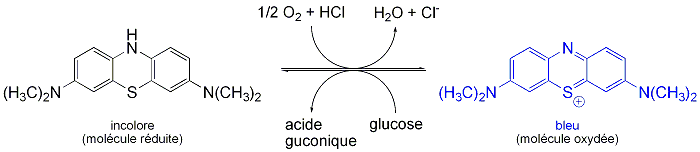 1/2 O₂ + HCl
H₂O + Cl⁻
H
N
(H₃C)₂N
S
N(CH₃)₂
incolore
(molécule réduite)
acide
guconique
glucose
N
(H₃C)₂N
S
⊕
N(CH₃)₂
bleu
(molécule oxydée)